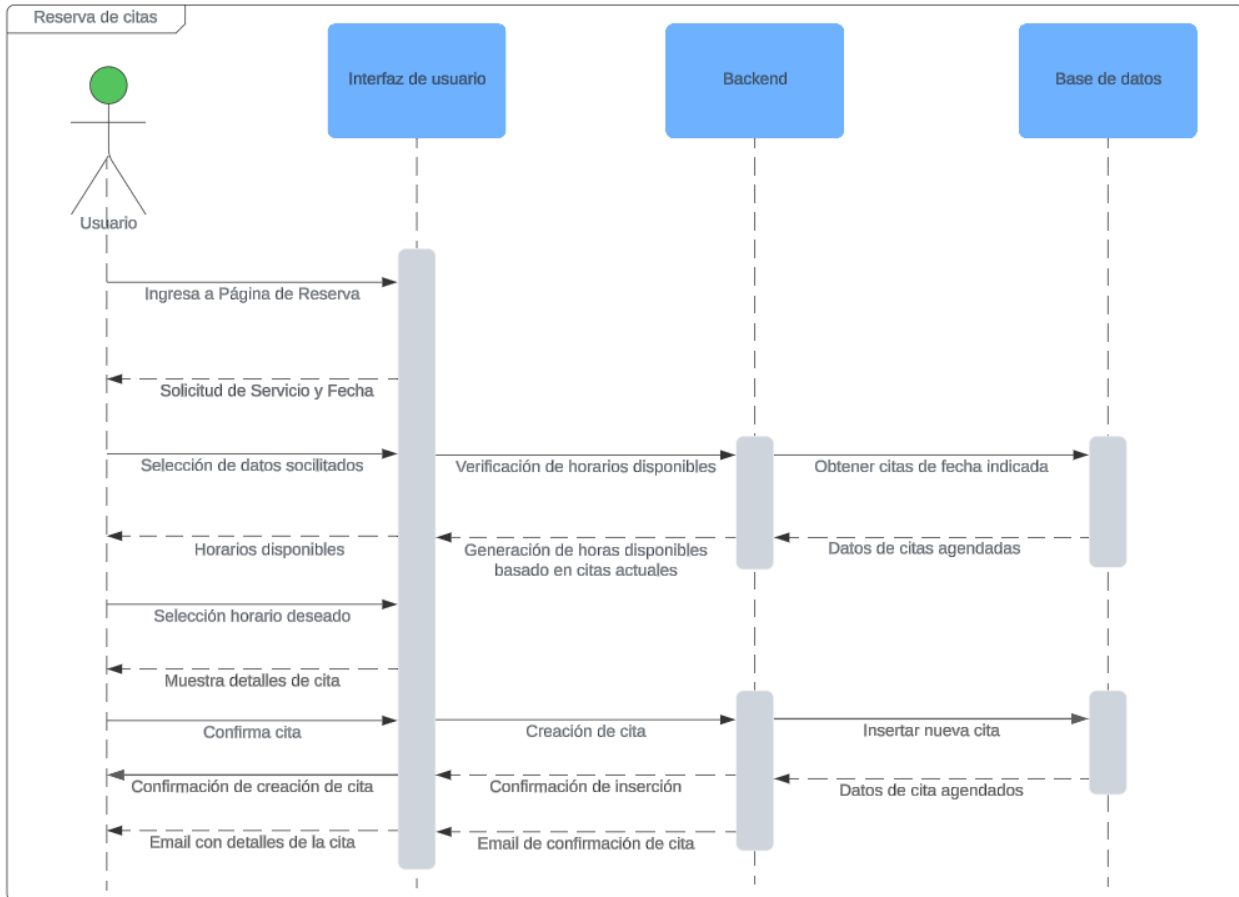 Reserva de citas
Interfaz de usuario
Backend
Base de datos
Usuario
Ingresa a Página de Reserva
Solicitud de Servicio y Fecha
Selección de datos socilitados
Verificación de horarios disponibles
Obtener citas de fecha indicada
Horarios disponibles
Generación de horas disponibles
basado en citas actuales
Datos de citas agendadas
Selección horario deseado
Muestra detalles de cita
Confirma cita
Creación de cita
Insertar nueva cita
Confirmación de creación de cita
Confirmación de inserción
Datos de cita agendados
Email con detalles de la cita
Email de confirmación de cita